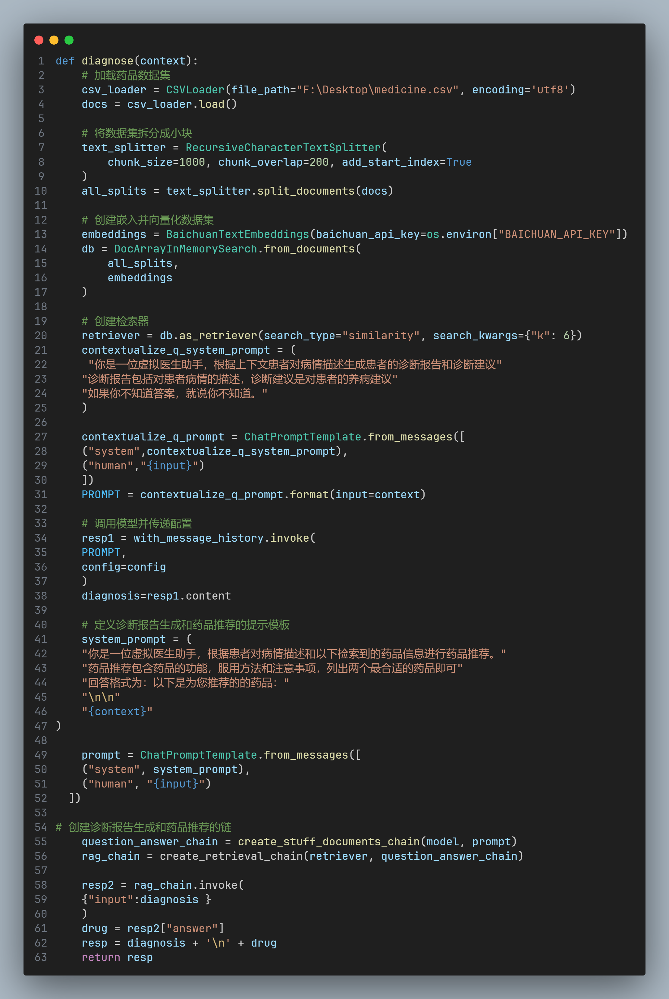 1 def diagnose(context):
2     # 加载药品数据集
3     csv_loader = CSVLoader(file_path="F:\Desktop\medicine.csv", encoding='utf8')
4     docs = csv_loader.load()
5
6     # 将数据集拆分成小块
7     text_splitter = RecursiveCharacterTextSplitter(
8         chunk_size=1000, chunk_overlap=200, add_start_index=True
9     )
10     all_splits = text_splitter.split_documents(docs)
11
12     # 创建嵌入并向量化数据集
13     embeddings = BaichuanTextEmbeddings(baichuan_api_key=os.environ["BAICHUAN_API_KEY"])
14     db = DocArrayInMemorySearch.from_documents(
15         all_splits,
16         embeddings
17     )
18
19     # 创建检索器
20     retriever = db.as_retriever(search_type="similarity", search_kwargs={"k": 6})
21     contextualize_q_system_prompt = (
22      "你是一位虚拟医生助手，根据上下文患者对病情描述生成患者的诊断报告和诊断建议"
23     "诊断报告包括对患者病情的描述，诊断建议是对患者的养病建议"
24     "如果你不知道答案，就说你不知道。"
25     )
26
27     contextualize_q_prompt = ChatPromptTemplate.from_messages([
28     ("system",contextualize_q_system_prompt),
29     ("human","{input}")
30     ])
31     PROMPT = contextualize_q_prompt.format(input=context)
32
33     # 调用模型并传递配置
34     resp1 = with_message_history.invoke(
35     PROMPT,
36     config=config
37     )
38     diagnosis=resp1.content
39
40     # 定义诊断报告生成和药品推荐的提示模板
41     system_prompt = (
42     "你是一位虚拟医生助手，根据患者对病情描述和以下检索到的药品信息进行药品推荐。"
43     "药品推荐包含药品的功能，服用方法和注意事项，列出两个最合适的药品即可"
44     "回答格式为：以下是为您推荐的的药品："
45     "\n\n"
46     "{context}"
47 )
48
49     prompt = ChatPromptTemplate.from_messages([
50     ("system", system_prompt),
51     ("human", "{input}")
52   ])
53
54 # 创建诊断报告生成和药品推荐的链
55     question_answer_chain = create_stuff_documents_chain(model, prompt)
56     rag_chain = create_retrieval_chain(retriever, question_answer_chain)
57
58     resp2 = rag_chain.invoke(
59     {"input":diagnosis }
60     )
61     drug = resp2["answer"]
62     resp = diagnosis + '\n' + drug
63     return resp